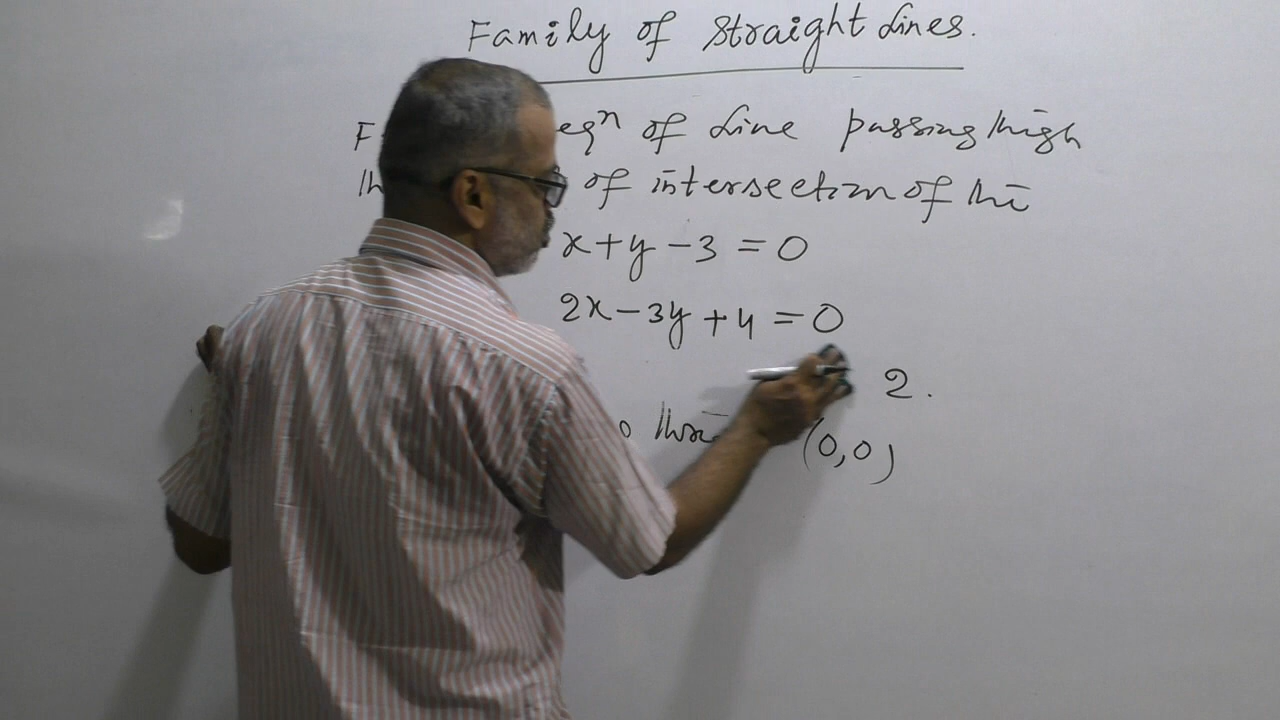 Family of Straight Lines.
eqⁿ of Line passing through
of intersection of the
x + y - 3 = 0
2x - 3y + 4 = 0
2.
(0,0)